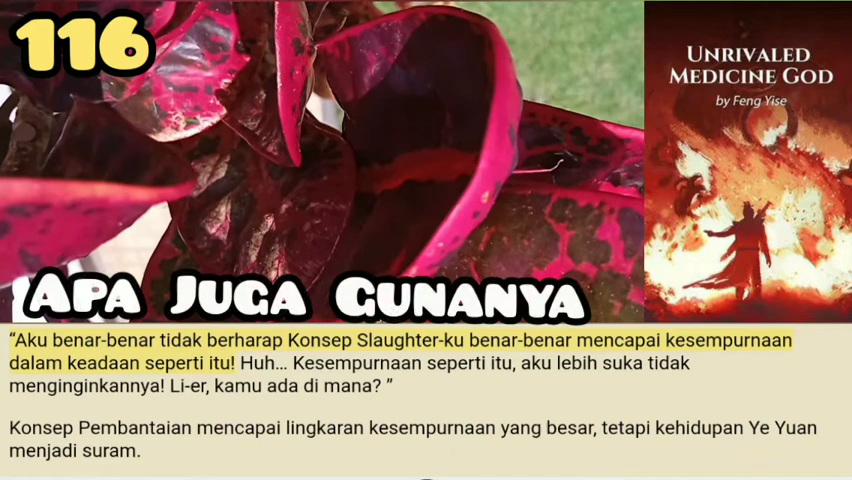 116
UNRIVALED
MEDICINE GOD
by Feng Yise
APA JUGA GUNANYA
“Aku benar-benar tidak berharap Konsep Slaughter-ku benar-benar mencapai kesempurnaan
dalam keadaan seperti itu! Huh... Kesempurnaan seperti itu, aku lebih suka tidak
menginginkannya! Li-er, kamu ada di mana? ”
Konsep Pembantaian mencapai lingkaran kesempurnaan yang besar, tetapi kehidupan Ye Yuan
menjadi suram.